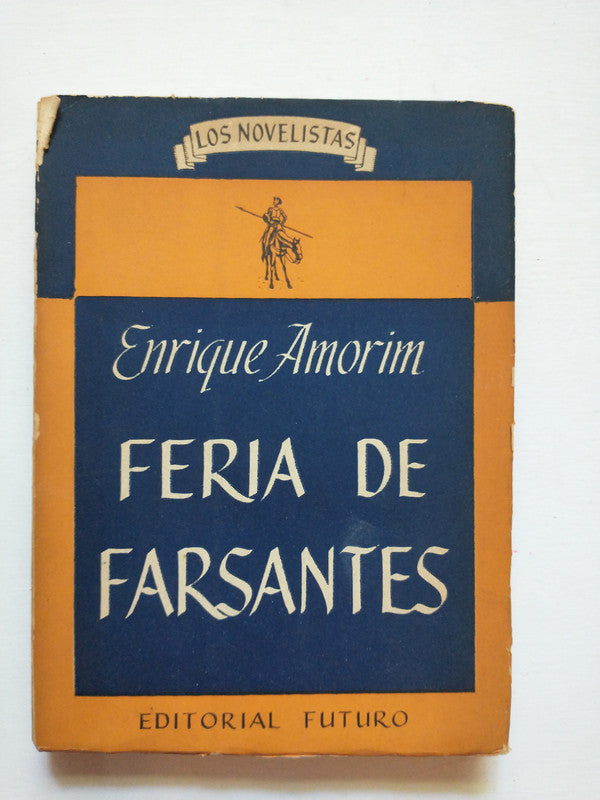 LOS NOVELISTAS
Enrique Amorim
FERIA DE
FARSANTES
EDITORIAL FUTURO